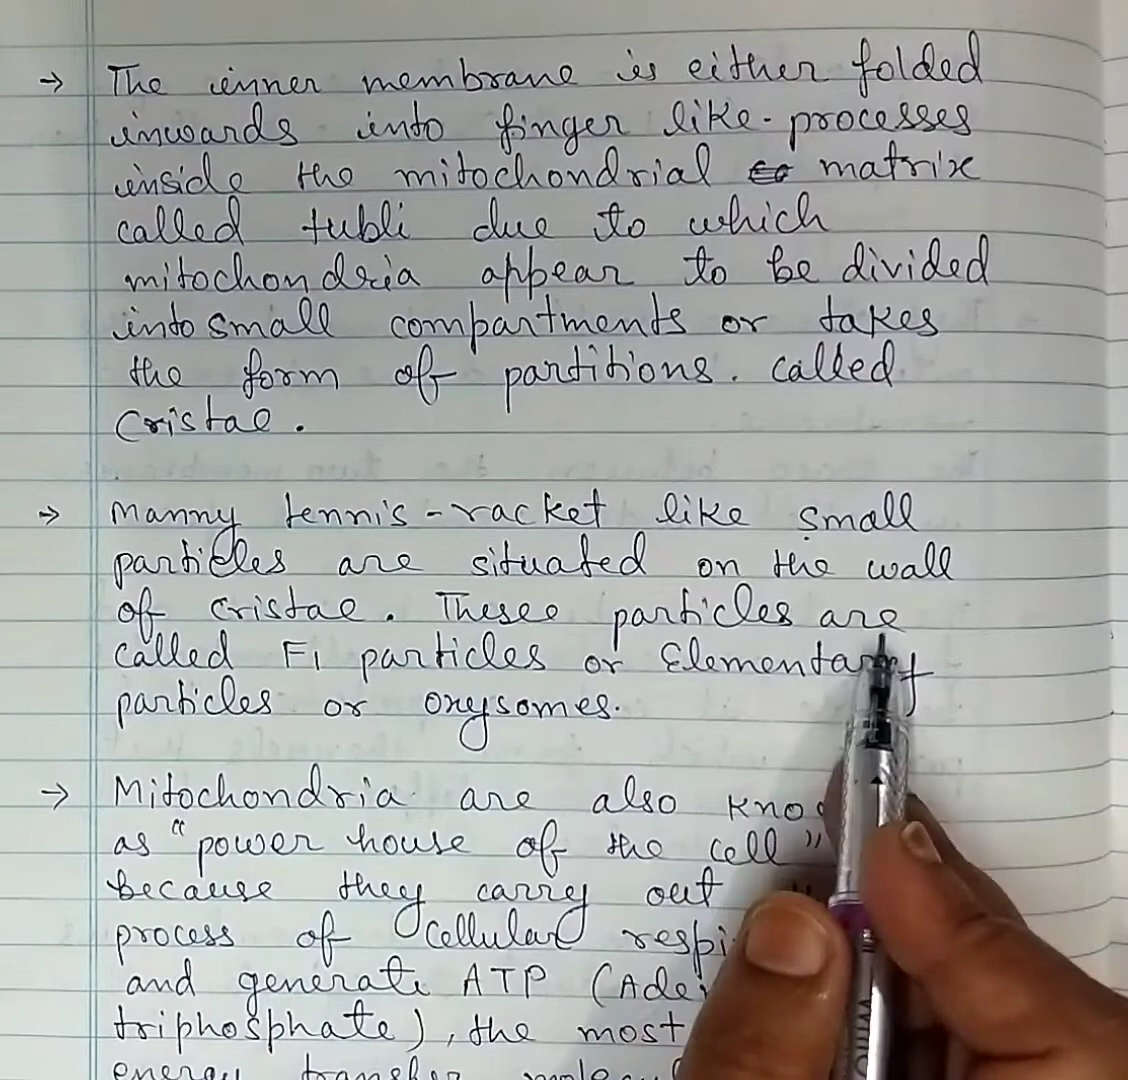 → The inner membrane is either folded
inwards into finger like processes
inside the mitochondrial matrix
called tubli due to which
mitochondria appear to be divided
into small compartments or takes
the form of partitions. called
Cristae.
→ Manny tennis-racket like small
particles are situated on the wall
of cristae. Thesee particles are
called F1 particles or Elementary
particles or oxysomes.
→ Mitochondria are also
as "power house of the cell"
because they carry out
process of cellular
and generate ATP
triphosphate), the most
energy transfer